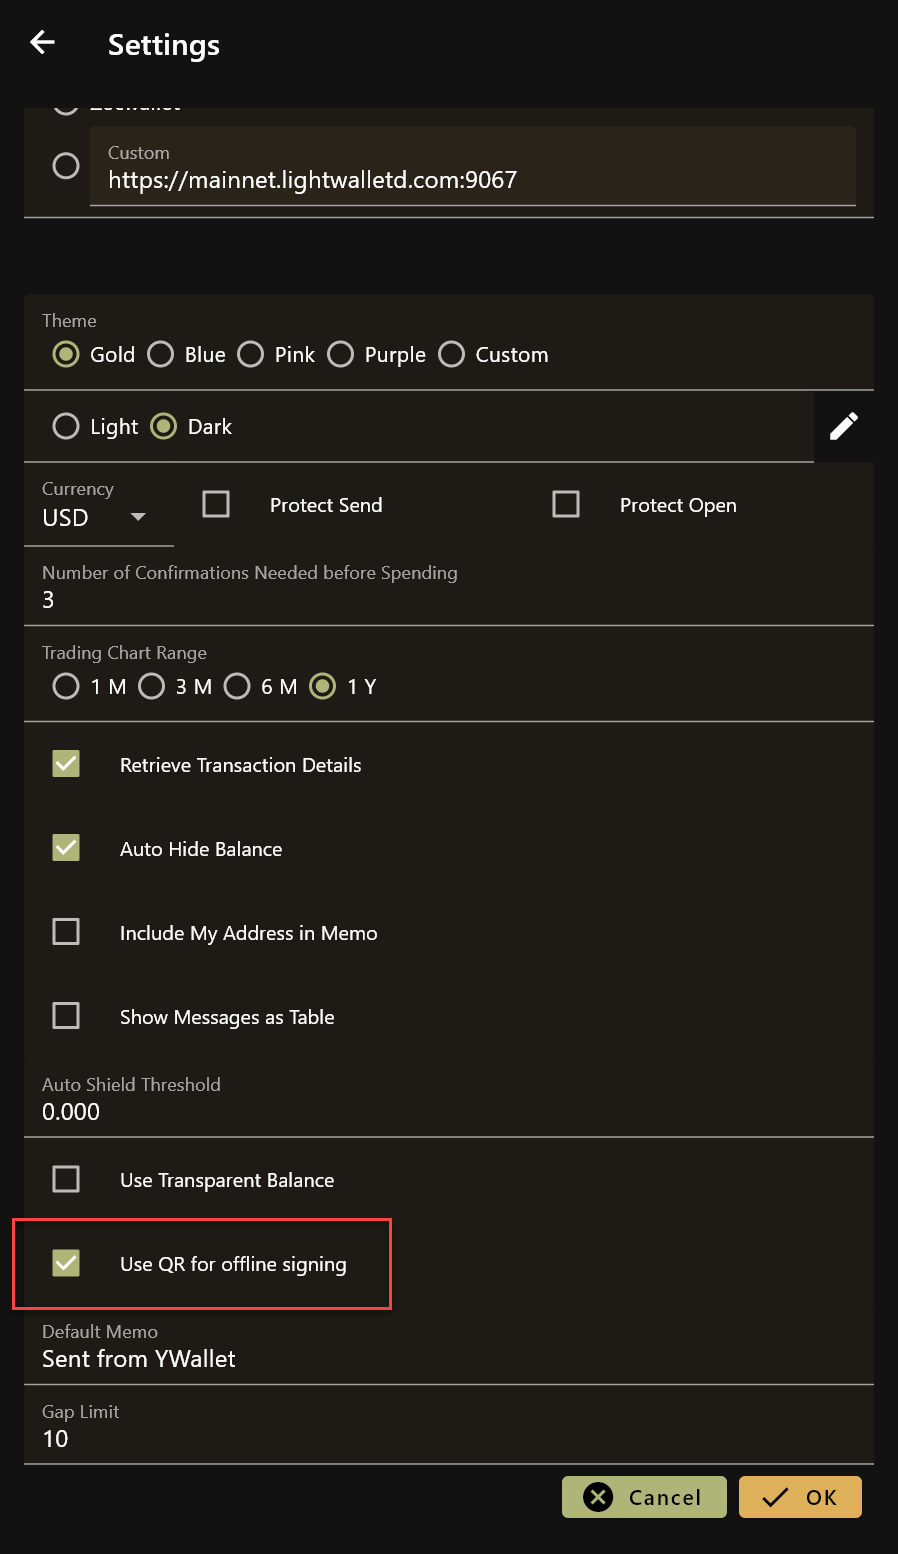 Settings
Custom
https://mainnet.lightwalletd.com:9067
Theme
Gold Blue Pink Purple Custom
Light Dark
Currency
USD Protect Send Protect Open
Number of Confirmations Needed before Spending
3
Trading Chart Range
1 M 3 M 6 M 1 Y
Retrieve Transaction Details
Auto Hide Balance
Include My Address in Memo
Show Messages as Table
Auto Shield Threshold
0.000
Use Transparent Balance
Use QR for offline signing
Default Memo
Sent from YWallet
Gap Limit
10
Cancel OK